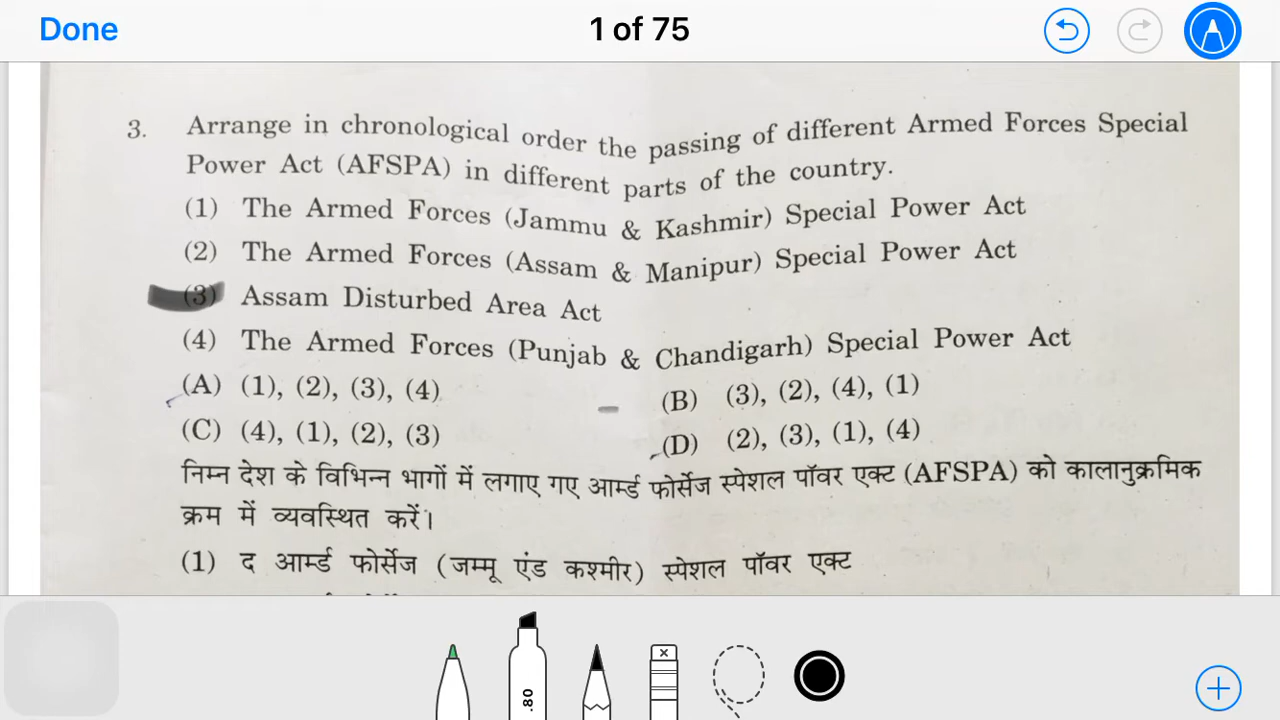 Done
1 of 75
3. Arrange in chronological order the passing of different Armed Forces Special
Power Act (AFSPA) in different parts of the country.
(1) The Armed Forces (Jammu & Kashmir) Special Power Act
(2) The Armed Forces (Assam & Manipur) Special Power Act
(3) Assam Disturbed Area Act
(4) The Armed Forces (Punjab & Chandigarh) Special Power Act
(A) (1), (2), (3), (4)
(B) (3), (2), (4), (1)
(C) (4), (1), (2), (3)
(D) (2), (3), (1), (4)
निम्न देश के विभिन्न भागों में लगाए गए आर्म्ड फोर्सेज स्पेशल पॉवर एक्ट (AFSPA) को कालानुक्रमिक
क्रम में व्यवस्थित करें।
(1) द आर्म्ड फोर्सेज (जम्मू एंड कश्मीर) स्पेशल पॉवर एक्ट
.80